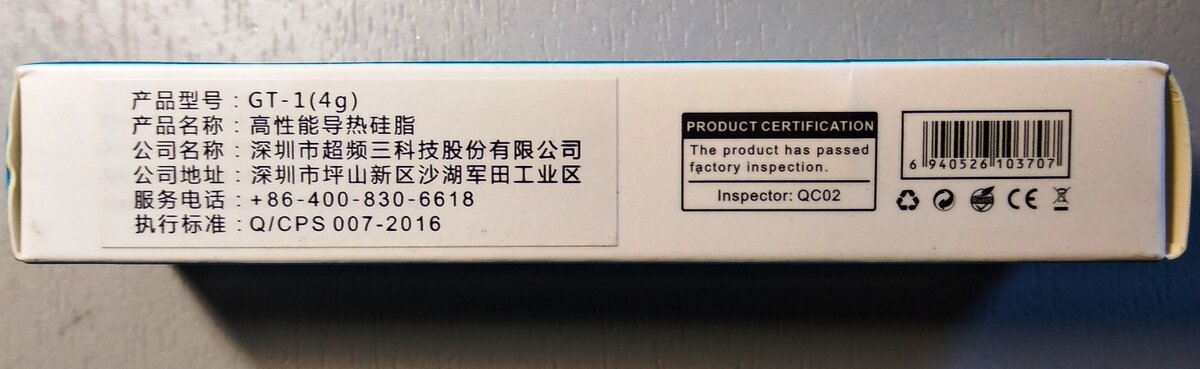 产品型号：GT-1(4g)
产品名称：高性能导热硅脂
公司名称：深圳市超频三科技股份有限公司
公司地址：深圳市坪山新区沙湖军田工业区
服务电话：+86-400-830-6618
执行标准：Q/CPS 007-2016
PRODUCT CERTIFICATION
The product has passed
factory inspection.
Inspector: QC02
6 940526 103707
RoHS
CE